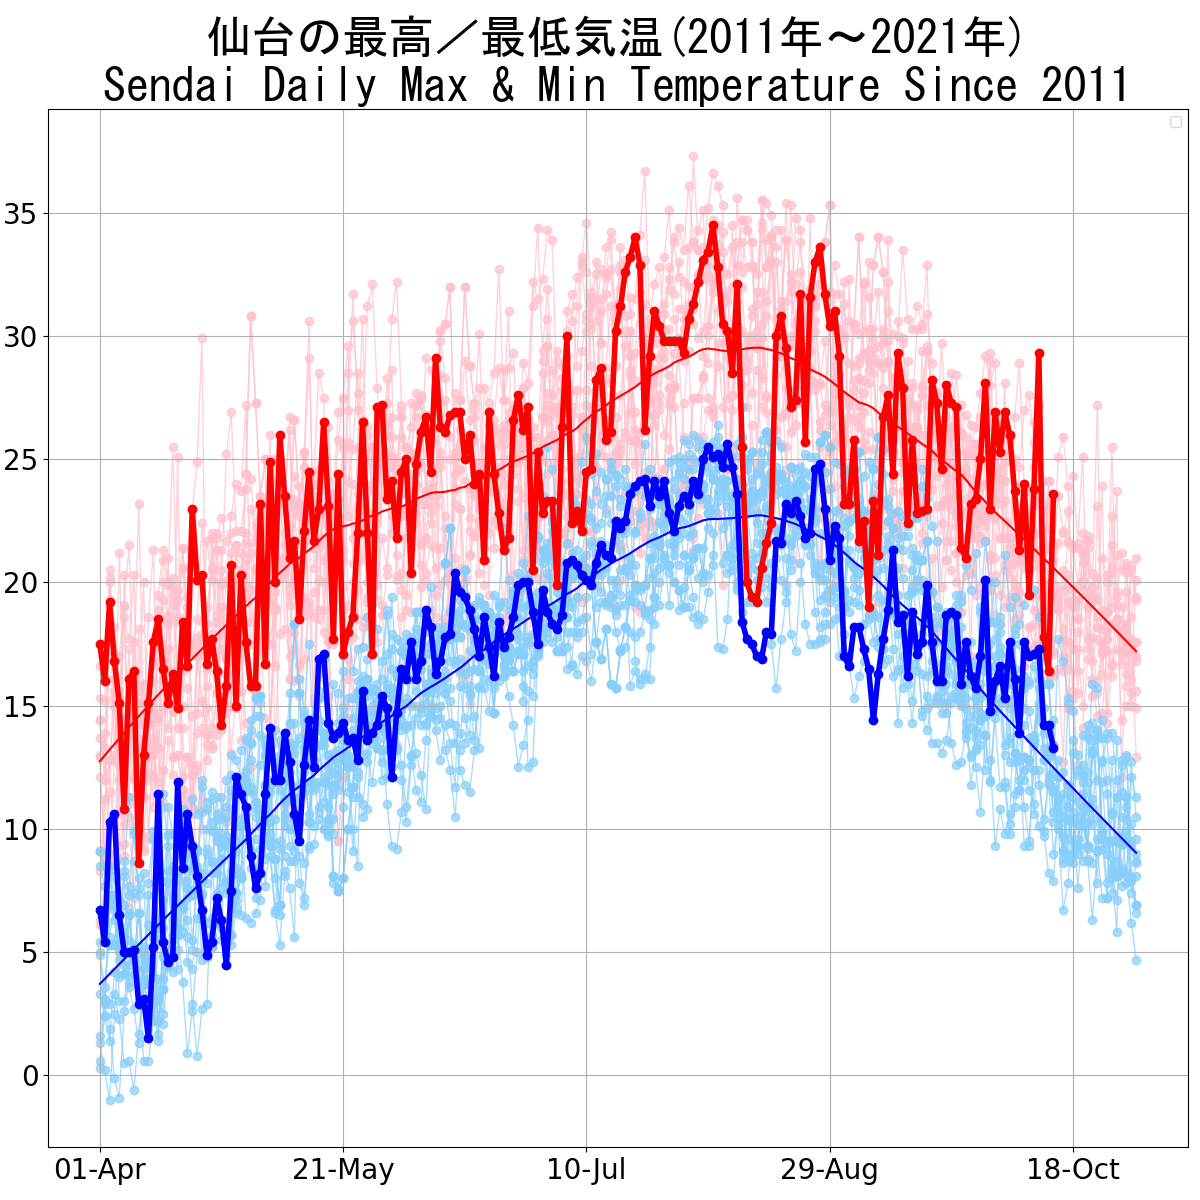 仙台の最高／最低気温(2011年～2021年)
Sendai Daily Max & Min Temperature Since 2011
35
30
25
20
15
10
5
0
01-Apr 21-May 10-Jul 29-Aug 18-Oct